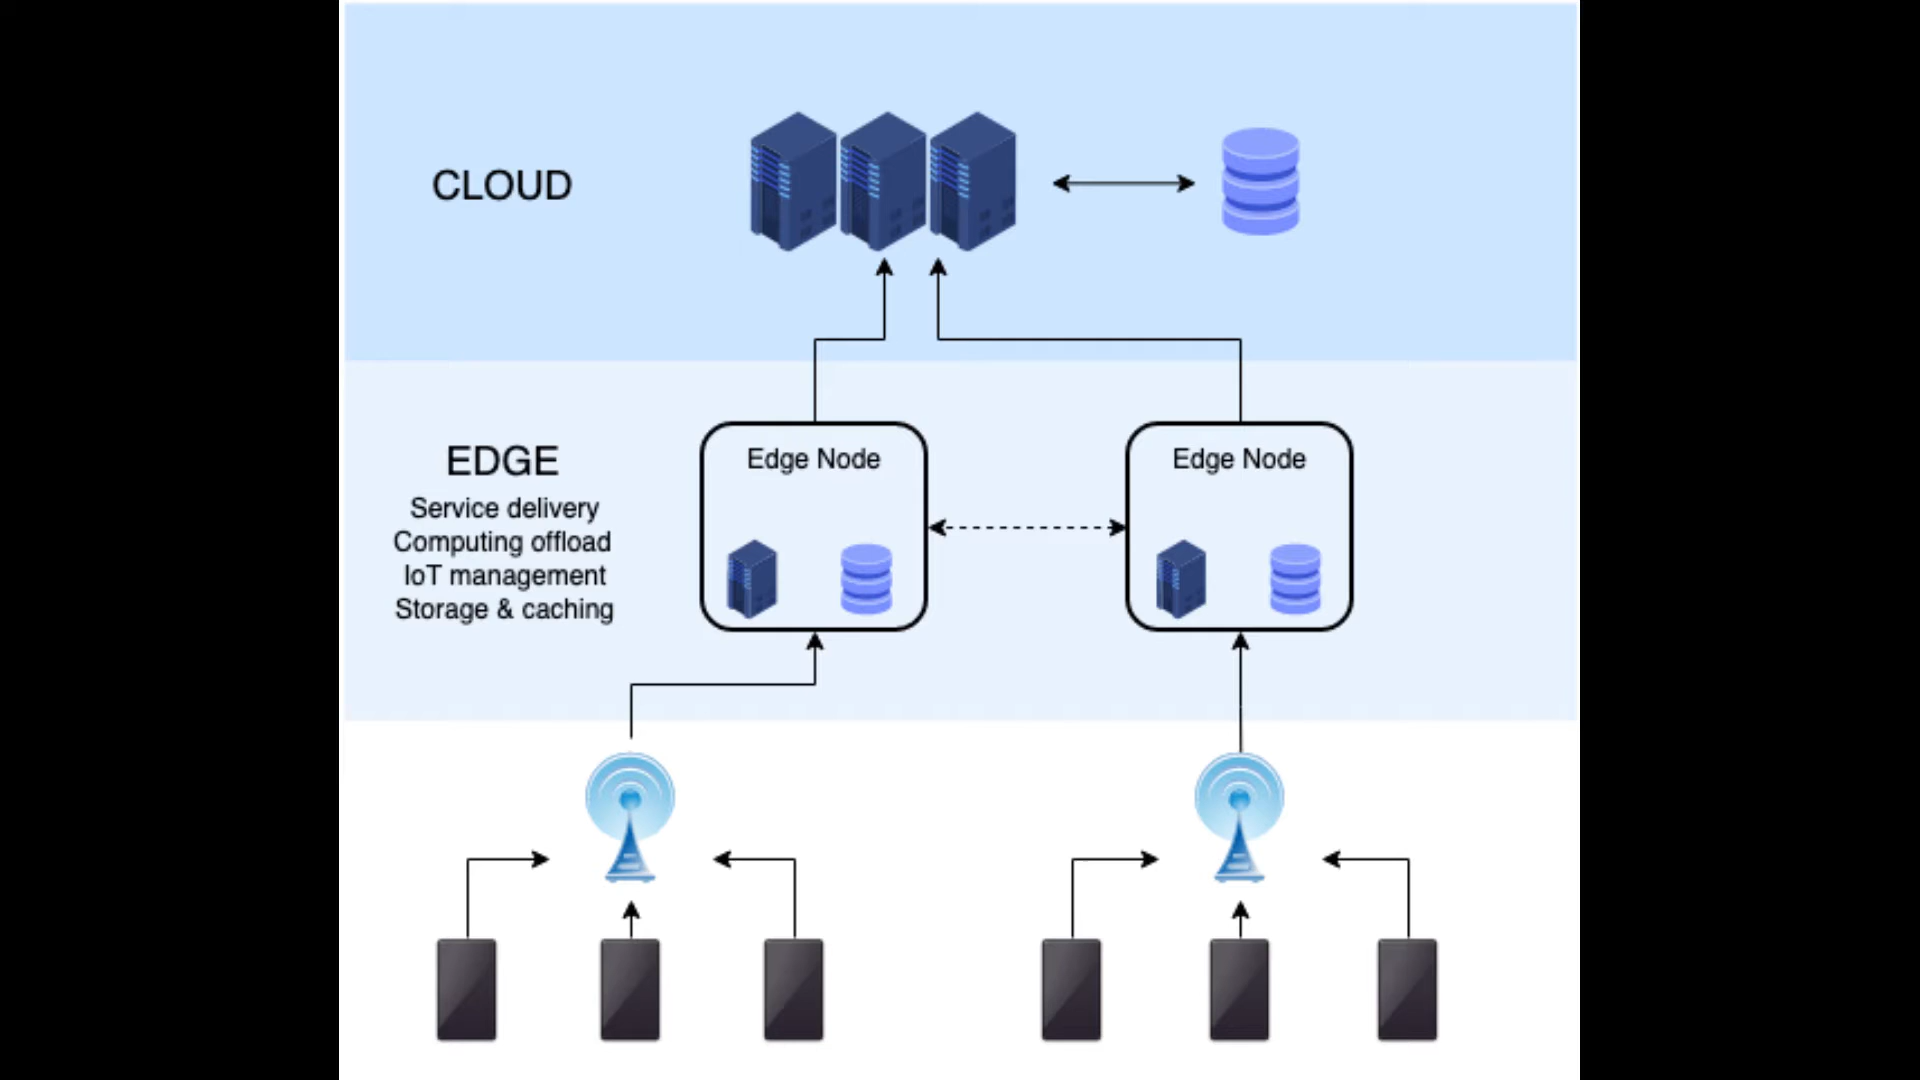 CLOUD
EDGE
Service delivery
Computing offload
IoT management
Storage & caching
Edge Node
Edge Node